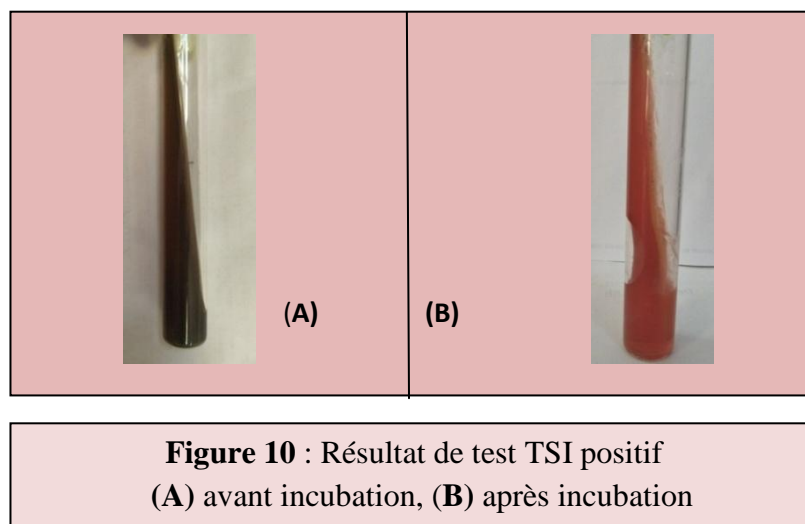 (A)
(B)
Figure 10 : Résultat de test TSI positif
(A) avant incubation, (B) après incubation